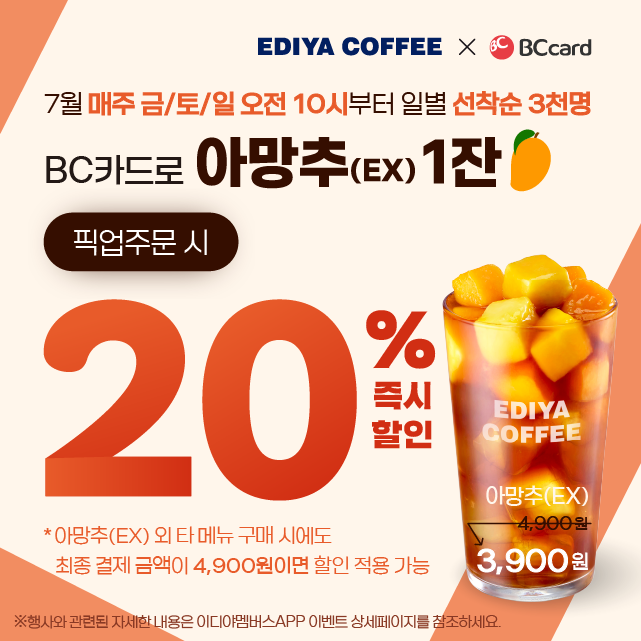 EDIYA COFFEE × BC BCcard
7월 매주 금/토/일 오전 10시부터 일별 선착순 3천명
BC카드로 아망추(EX) 1잔
픽업주문 시
20% 즉시 할인
EDIYA
COFFEE
아망추(EX)
4,900원
3,900원
*아망추(EX) 외 타 메뉴 구매 시에도
최종 결제 금액이 4,900원이면 할인 적용 가능
※행사와 관련된 자세한 내용은 이디야멤버스APP 이벤트 상세페이지를 참조하세요.